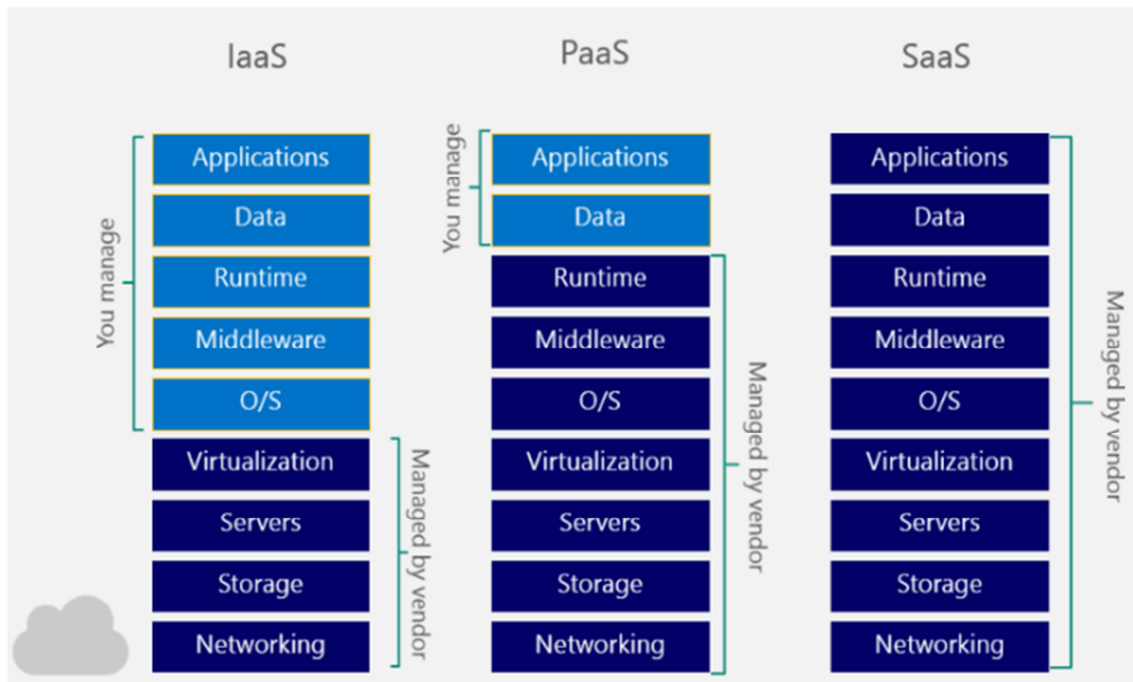 IaaS
PaaS
SaaS
You manage
Applications
Data
Runtime
Middleware
O/S
Virtualization
Servers
Storage
Networking
Managed by vendor
You manage
Applications
Data
Runtime
Middleware
O/S
Virtualization
Servers
Storage
Networking
Managed by vendor
Applications
Data
Runtime
Middleware
O/S
Virtualization
Servers
Storage
Networking
Managed by vendor